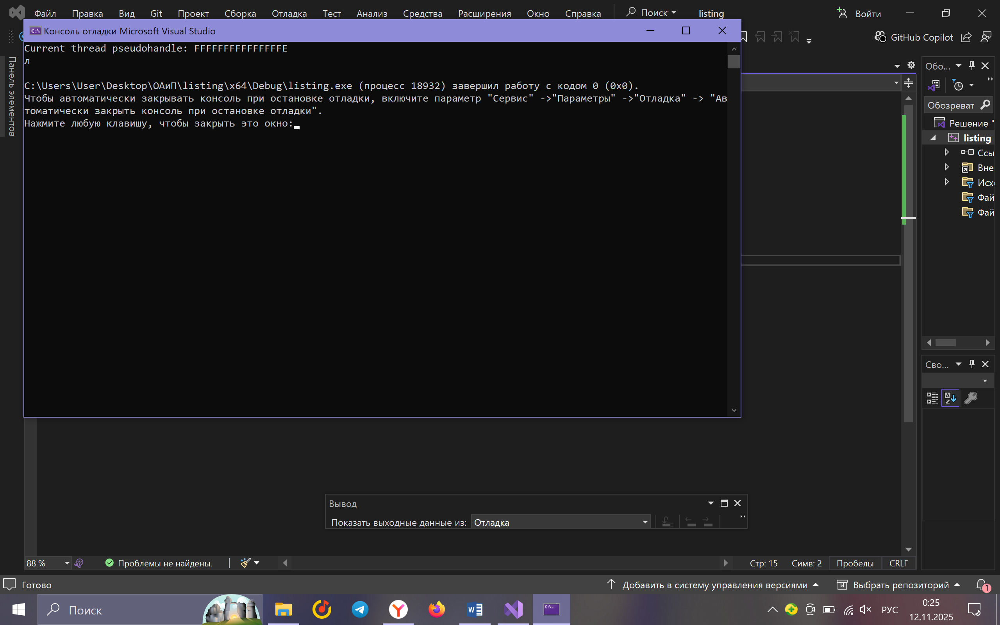 Файл Правка Вид Git Проект Сборка Отладка Тест Анализ Средства Расширения Окно Справка Поиск listing Войти
C:\ Консоль отладки Microsoft Visual Studio
GitHub Copilot
Панель элементов
Current thread pseudohandle: FFFFFFFFFFFFFFFE
л
C:\Users\User\Desktop\ОАиП\listing\x64\Debug\listing.exe (процесс 18932) завершил работу с кодом 0 (0x0).
Чтобы автоматически закрывать консоль при остановке отладки, включите параметр "Сервис" ->"Параметры" ->"Отладка" -> "Ав
томатически закрыть консоль при остановке отладки".
Нажмите любую клавишу, чтобы закрыть это окно:
Обо...
Обозреват
Решение "
listing
Ссы
Вне
Исх
Фай
Фай
Сво...
Вывод
Показать выходные данные из: Отладка
88 % Проблемы не найдены. Стр: 15 Симв: 2 Пробелы CRLF
Готово Добавить в систему управления версиями Выбрать репозиторий 1
Поиск РУС 0:25
12.11.2025